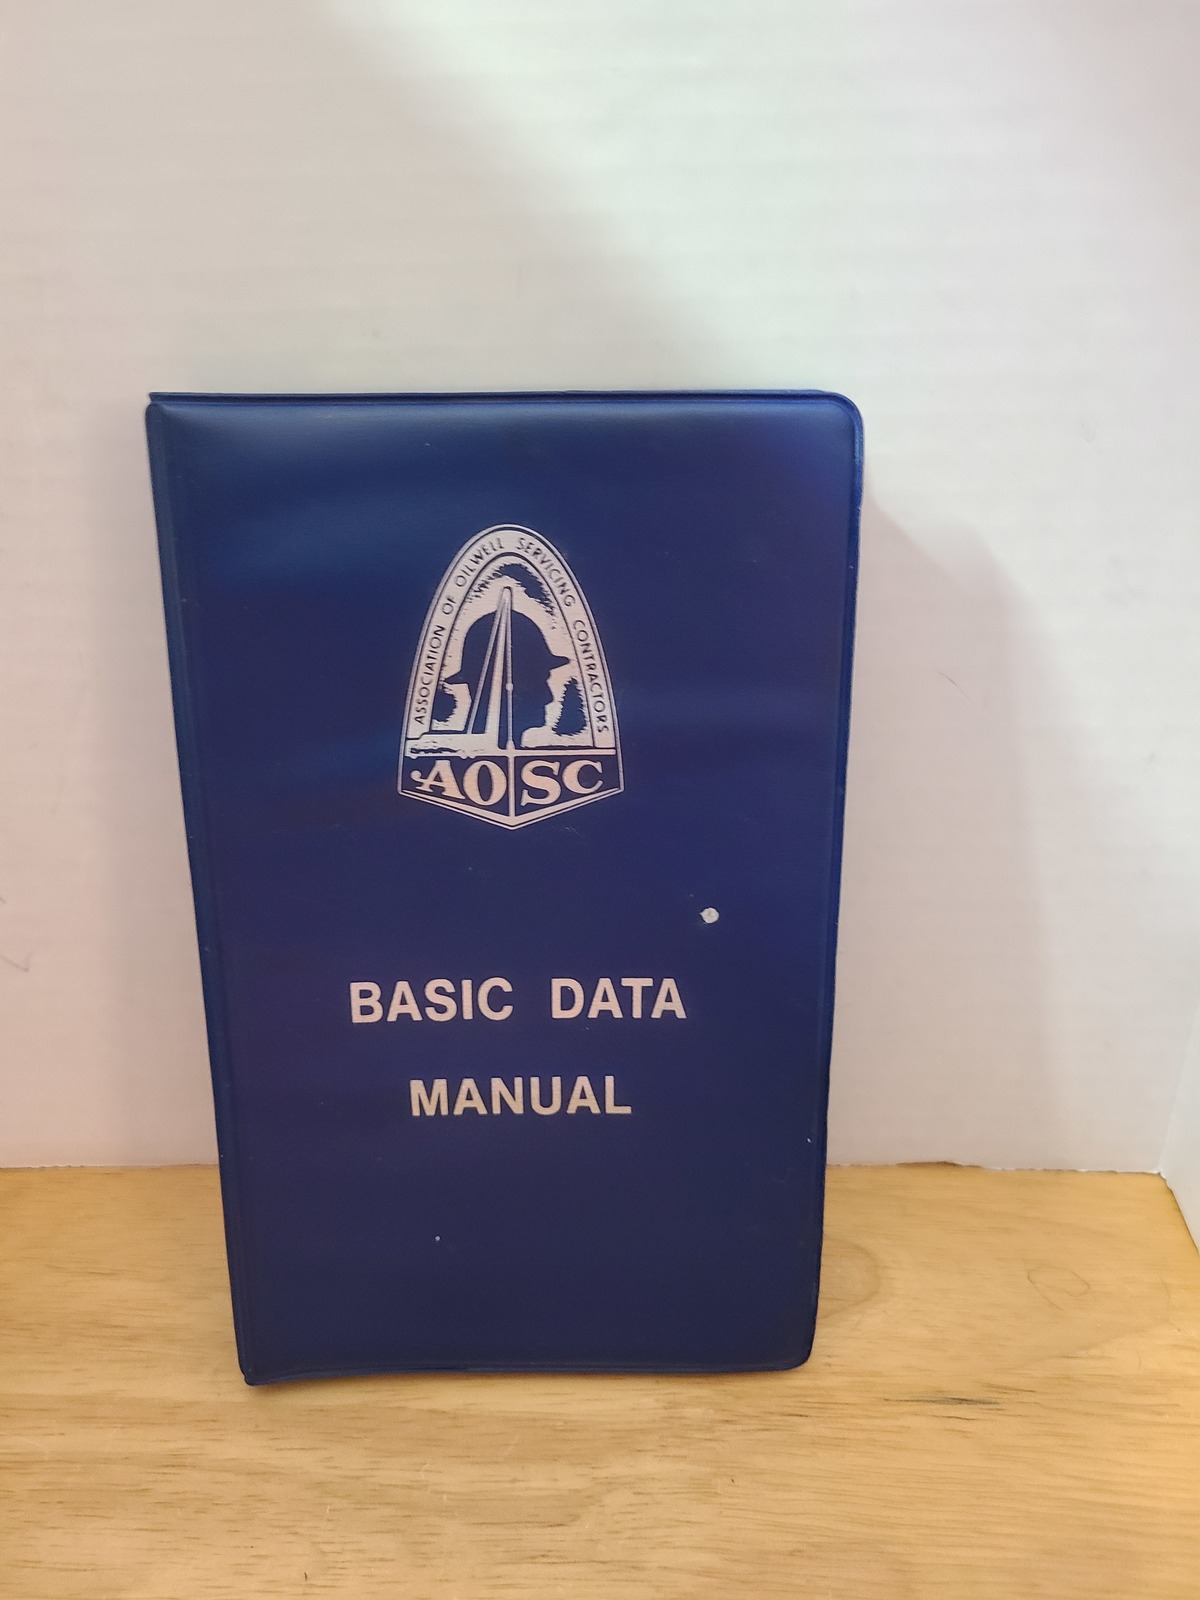 ASSOCIATION OF OILWELL SERVICING CONTRACTORS
AOSC
BASIC DATA
MANUAL